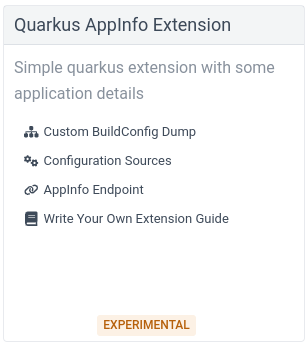 Quarkus AppInfo Extension
Simple quarkus extension with some
application details
Custom BuildConfig Dump
Configuration Sources
AppInfo Endpoint
Write Your Own Extension Guide
EXPERIMENTAL